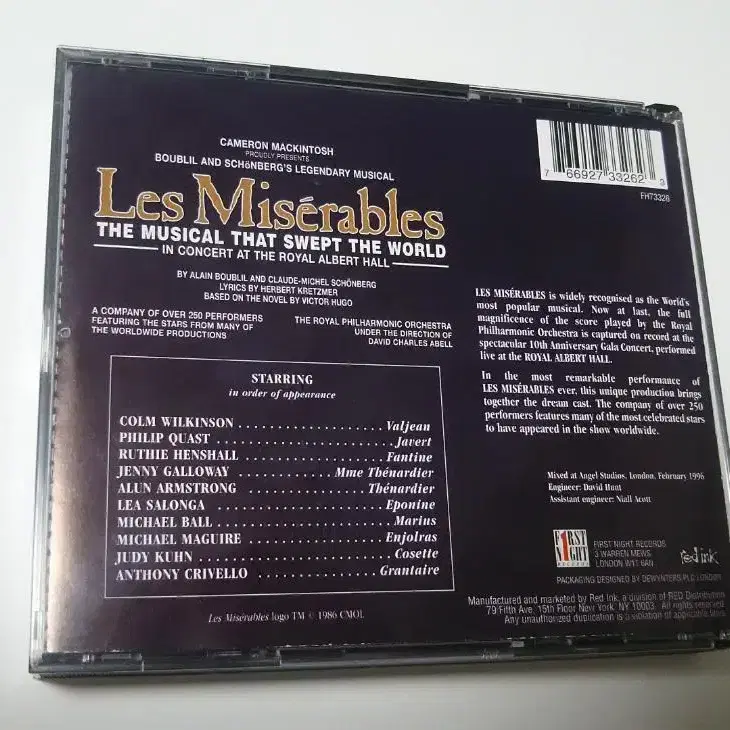 CAMERON MACKINTOSH
PROUDLY PRESENTS
BOUBLIL AND SCHöNBERG'S LEGENDARY MUSICAL
Les Misérables
THE MUSICAL THAT SWEPT THE WORLD
IN CONCERT AT THE ROYAL ALBERT HALL
BY ALAIN BOUBLIL AND CLAUDE-MICHEL SCHÖNBERG
LYRICS BY HERBERT KRETZMER
BASED ON THE NOVEL BY VICTOR HUGO
A COMPANY OF OVER 250 PERFORMERS
FEATURING THE STARS FROM MANY OF
THE WORLDWIDE PRODUCTIONS
THE ROYAL PHILHARMONIC ORCHESTRA
UNDER THE DIRECTION OF
DAVID CHARLES ABELL
STARRING
in order of appearance
COLM WILKINSON Valjean
PHILIP QUAST Javert
RUTHIE HENSHALL Fantine
JENNY GALLOWAY Mme Thénardier
ALUN ARMSTRONG Thénardier
LEA SALONGA Eponine
MICHAEL BALL Marius
MICHAEL MAGUIRE Enjolras
JUDY KUHN Cosette
ANTHONY CRIVELLO Grantaire
Les Misérables logo TM © 1986 CMOL
7 66927 33262 3
FH73326
LES MISÉRABLES is widely recognised as the World's
most popular musical. Now at last, the full
magnificence of the score played by the Royal
Philharmonic Orchestra is captured on record at the
spectacular 10th Anniversary Gala Concert, performed
live at the ROYAL ALBERT HALL.
In the most remarkable performance of
LES MISÉRABLES ever, this unique production brings
together the dream cast. The company of over 250
performers features many of the most celebrated stars
to have appeared in the show worldwide.
Mixed at Angel Studios, London, February 1996
Engineer: David Hunt
Assistant engineer: Niall Acott
F1RST
NIGHT
RECORDS
FIRST NIGHT RECORDS
3 WARREN MEWS
LONDON W1T 6AN
red ink
PACKAGING DESIGNED BY DEWYNTERS PLC LONDON
Manufactured and marketed by Red Ink, a division of RED Distribution
79 Fifth Ave, 15th Floor New York, NY 10003. All rights reserved
Any unauthorized duplication is a violation of applicable laws